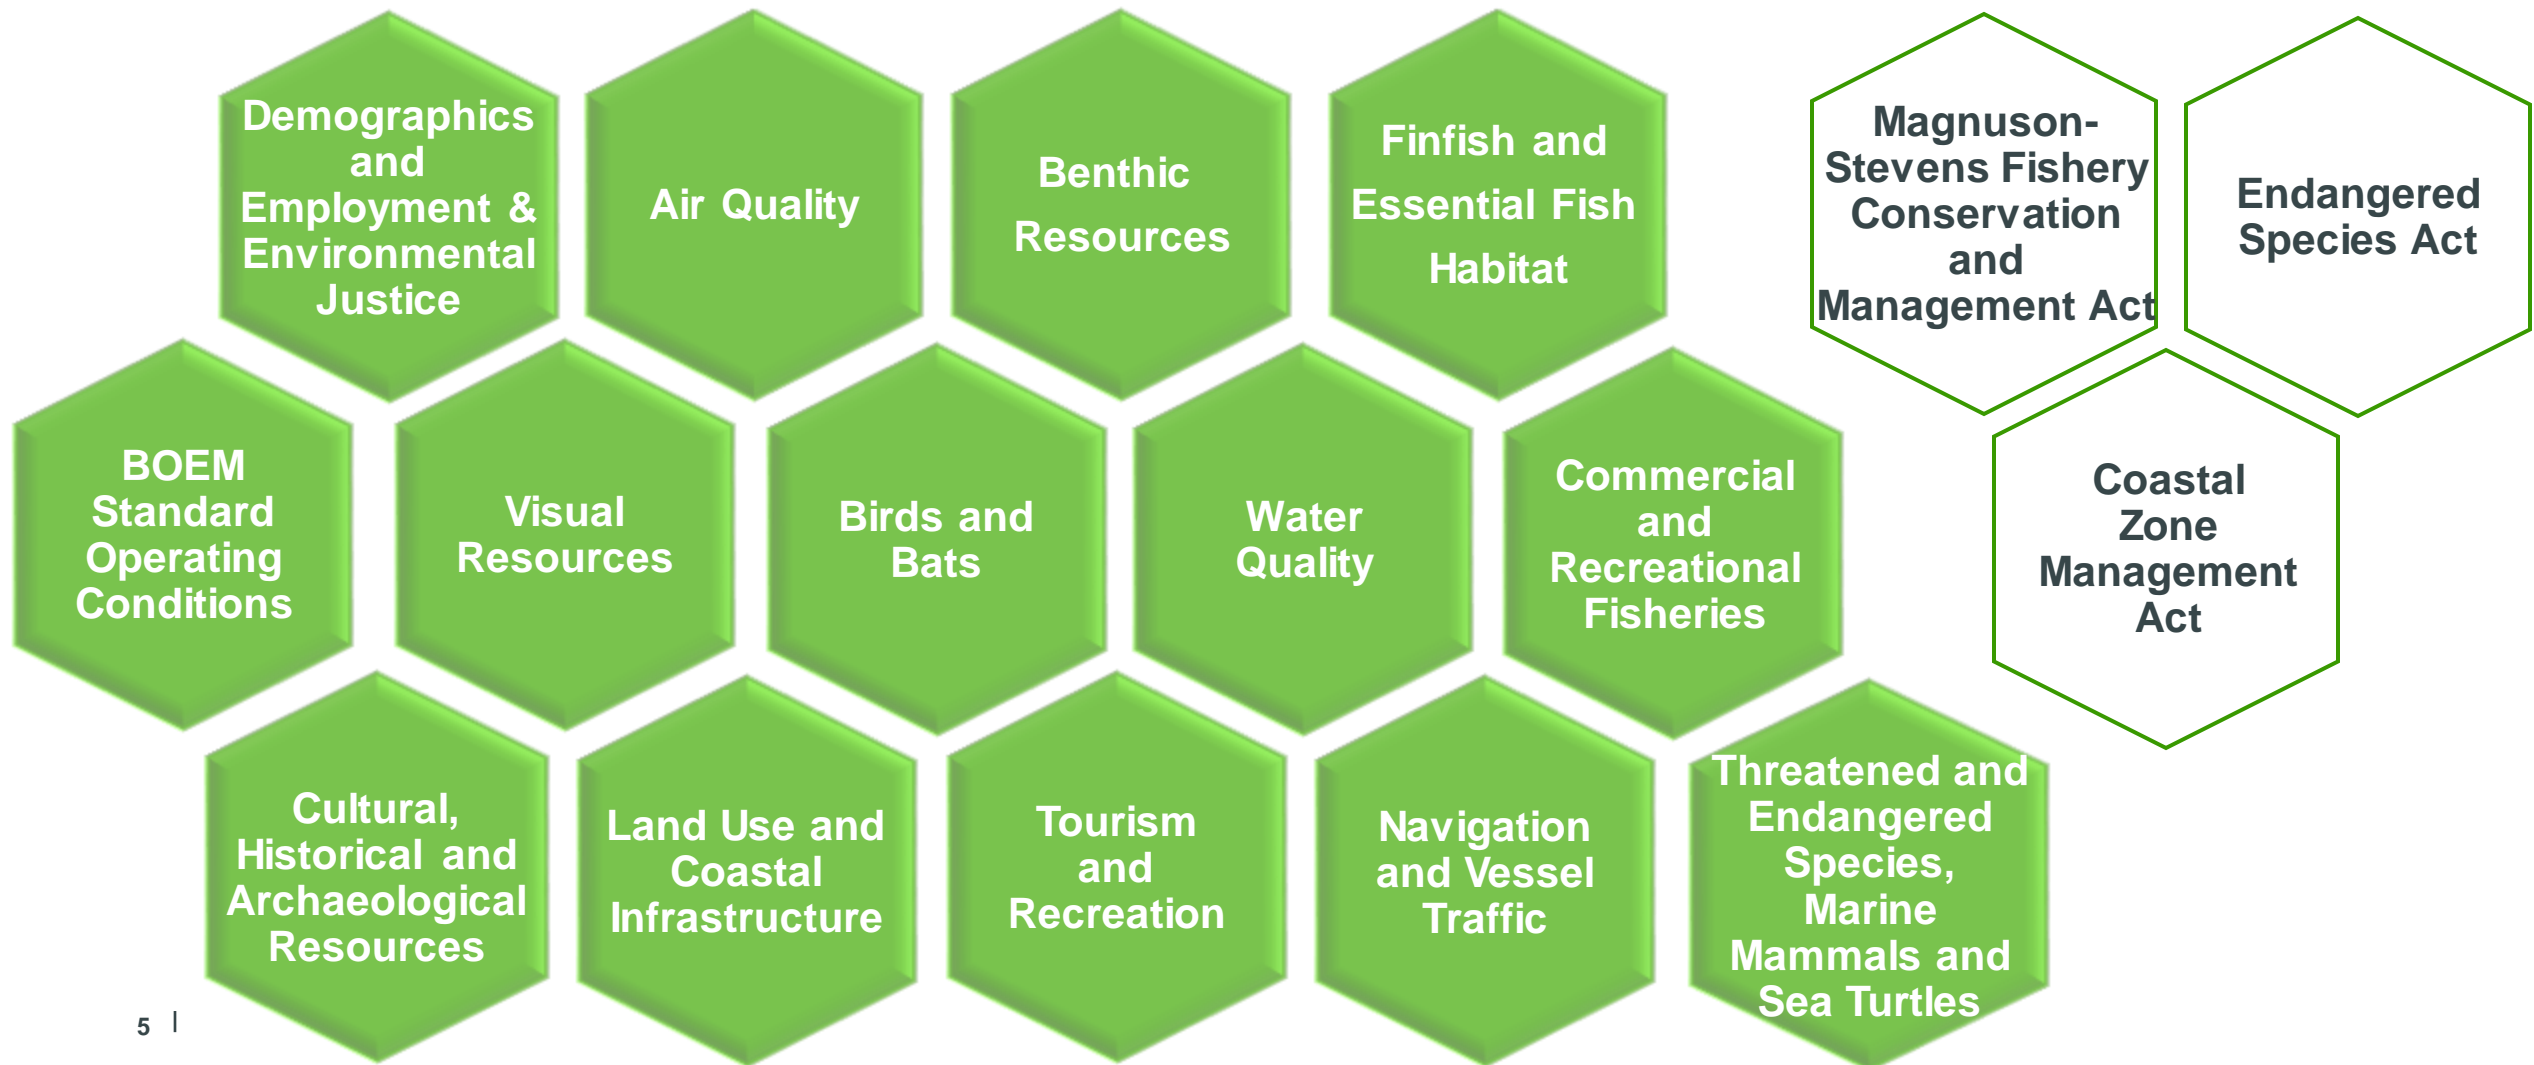 Demographics
and
Employment &
Environmental
Justice
Air Quality
Benthic
Resources
Finfish and
Essential Fish
Habitat
Magnuson-
Stevens Fishery
Conservation
and
Management Act
Endangered
Species Act
BOEM
Standard
Operating
Conditions
Visual
Resources
Birds and
Bats
Water
Quality
Commercial
and
Recreational
Fisheries
Coastal
Zone
Management
Act
Cultural,
Historical and
Archaeological
Resources
Land Use and
Coastal
Infrastructure
Tourism
and
Recreation
Navigation
and Vessel
Traffic
Threatened and
Endangered
Species,
Marine
Mammals and
Sea Turtles
5 |